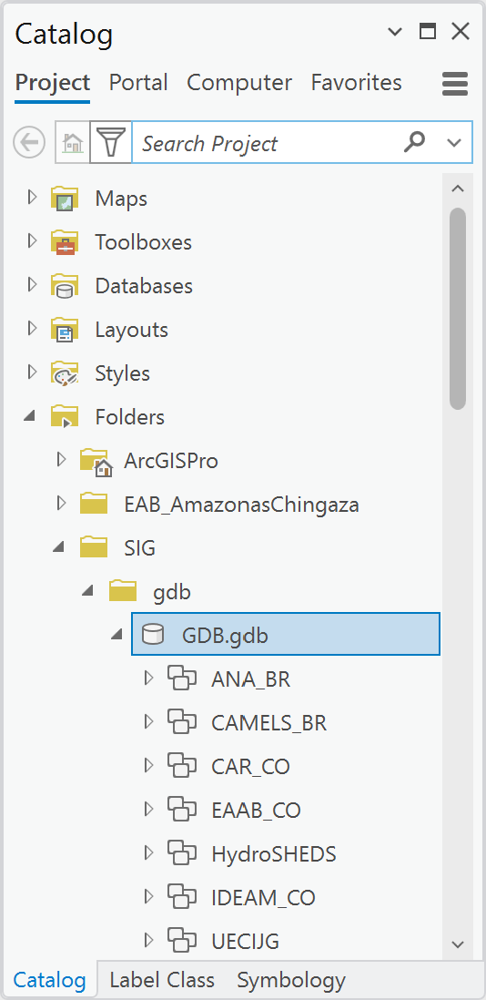 Catalog
Project Portal Computer Favorites
Search Project
Maps
Toolboxes
Databases
Layouts
Styles
Folders
ArcGISPro
EAB_AmazonasChingaza
SIG
gdb
GDB.gdb
ANA_BR
CAMELS_BR
CAR_CO
EAAB_CO
HydroSHEDS
IDEAM_CO
UECIJG
Catalog Label Class Symbology